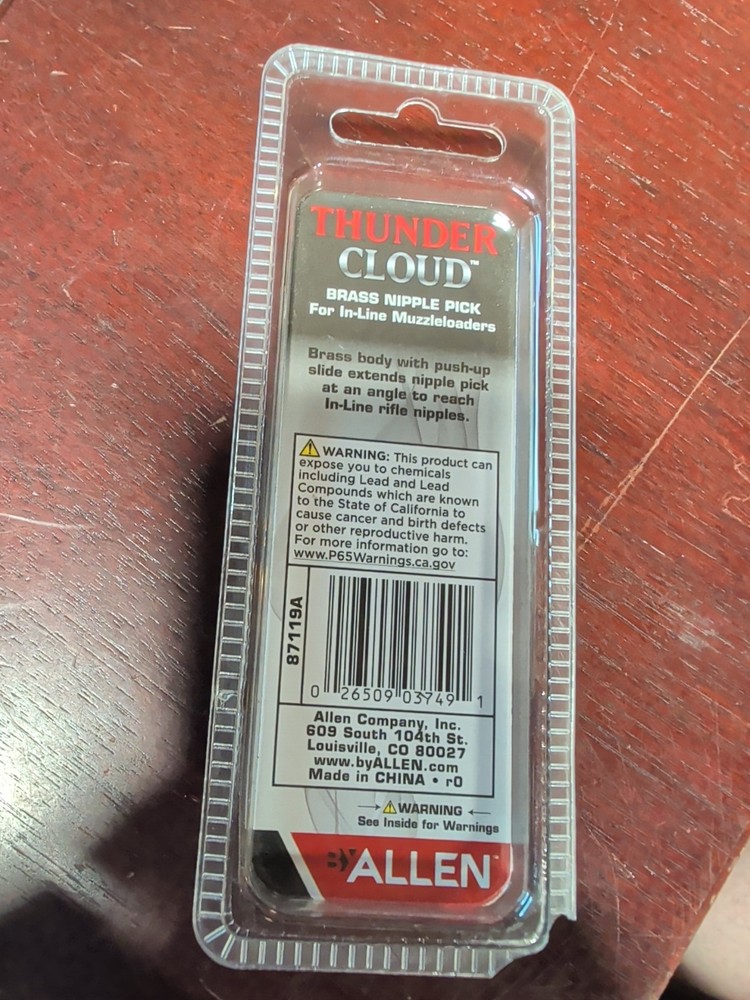 THUNDER
CLOUD™
BRASS NIPPLE PICK
For In-Line Muzzleloaders
Brass body with push-up
slide extends nipple pick
at an angle to reach
In-Line rifle nipples.
⚠ WARNING: This product can
expose you to chemicals
including Lead and Lead
Compounds which are known
to the State of California to
cause cancer and birth defects
or other reproductive harm.
For more information go to:
www.P65Warnings.ca.gov
87119A
0 26509 03749 1
Allen Company, Inc.
609 South 104th St.
Louisville, CO 80027
www.byALLEN.com
Made in CHINA • r0
→ ⚠ WARNING ←
See Inside for Warnings
BY ALLEN™